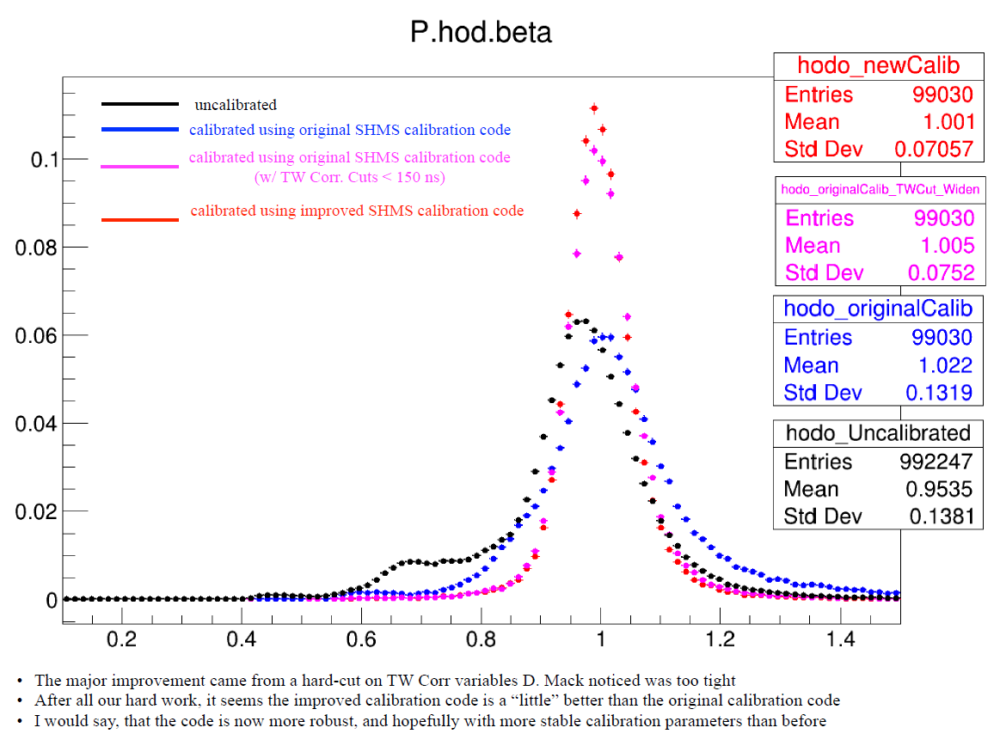 P.hod.beta
uncalibrated
calibrated using original SHMS calibration code
calibrated using original SHMS calibration code
(w/ TW Corr. Cuts < 150 ns)
calibrated using improved SHMS calibration code
hodo_newCalib
Entries 99030
Mean 1.001
Std Dev 0.07057
hodo_originalCalib_TWCut_Widen
Entries 99030
Mean 1.005
Std Dev 0.0752
hodo_originalCalib
Entries 99030
Mean 1.022
Std Dev 0.1319
hodo_Uncalibrated
Entries 992247
Mean 0.9535
Std Dev 0.1381
0.1
0.08
0.06
0.04
0.02
0
0.2 0.4 0.6 0.8 1 1.2 1.4
• The major improvement came from a hard-cut on TW Corr variables D. Mack noticed was too tight
• After all our hard work, it seems the improved calibration code is a “little” better than the original calibration code
• I would say, that the code is now more robust, and hopefully with more stable calibration parameters than before